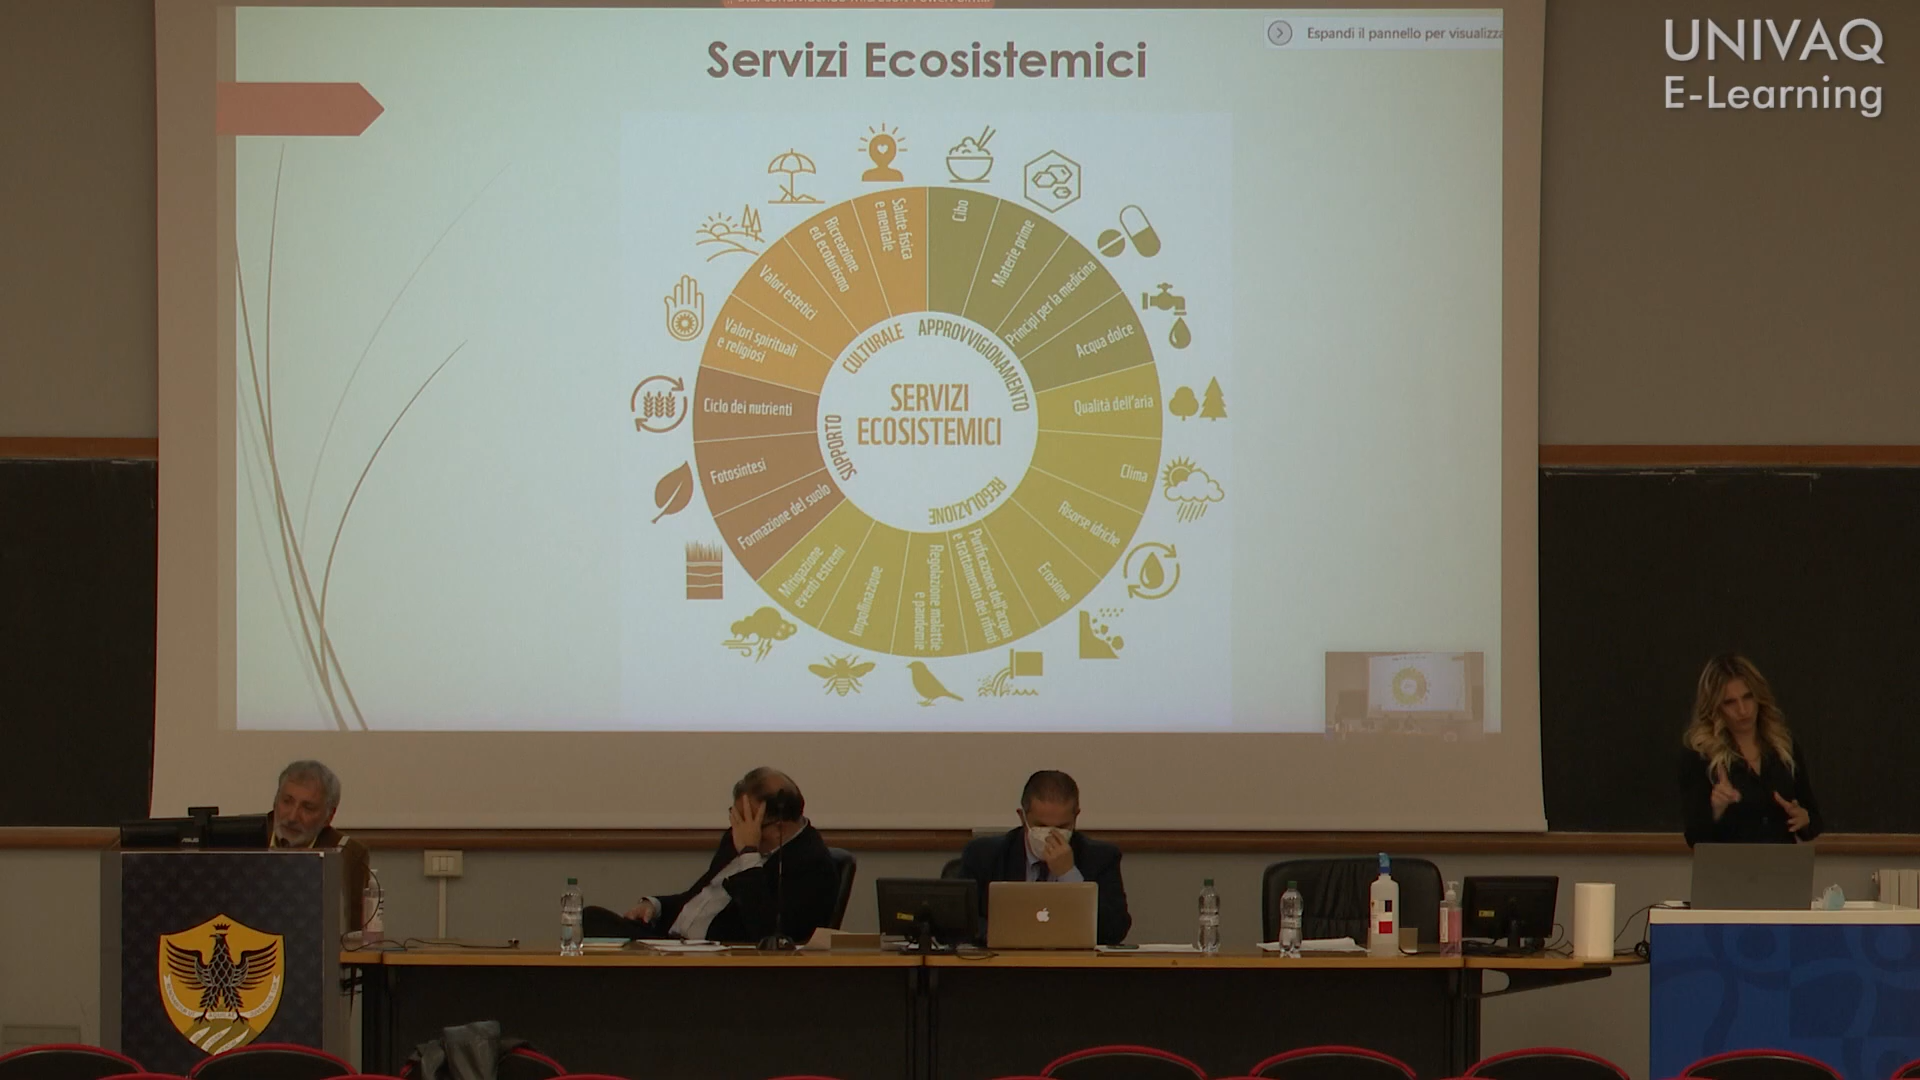 Servizi Ecosistemici
Espandi il pannello per visualizza
UNIVAQ
E-Learning
Salute fisica
e mentale
Ricreazione
ed ecoturismo
Valori estetici
Valori spirituali
e religiosi
Ciclo dei nutrienti
Fotosintesi
Formazione del suolo
Cibo
Materie prime
Principi per la medicina
Acqua dolce
Qualità dell'aria
Clima
Risorse idriche
Erosione
Purificazione dell'acqua
e trattamento dei rifiuti
Regolazione malattie
e pandemie
Impollinazione
Mitigazione
eventi estremi
CULTURALE
APPROVVIGIONAMENTO
REGOLAZIONE
SUPPORTO
SERVIZI
ECOSISTEMICI